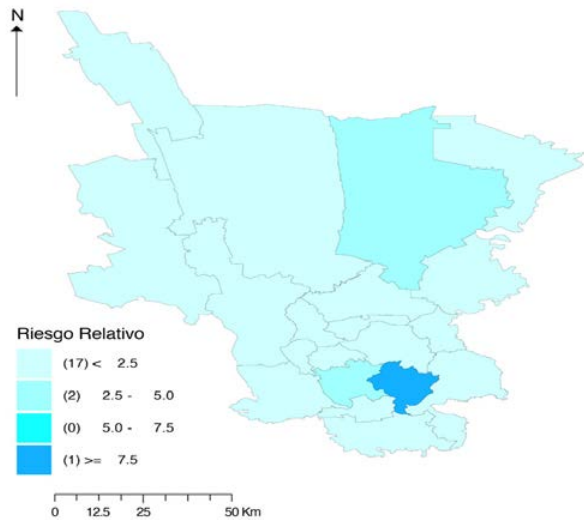 N
Riesgo Relativo
(17) < 2.5
(2) 2.5 - 5.0
(0) 5.0 - 7.5
(1) >= 7.5
0 12.5 25 50 Km